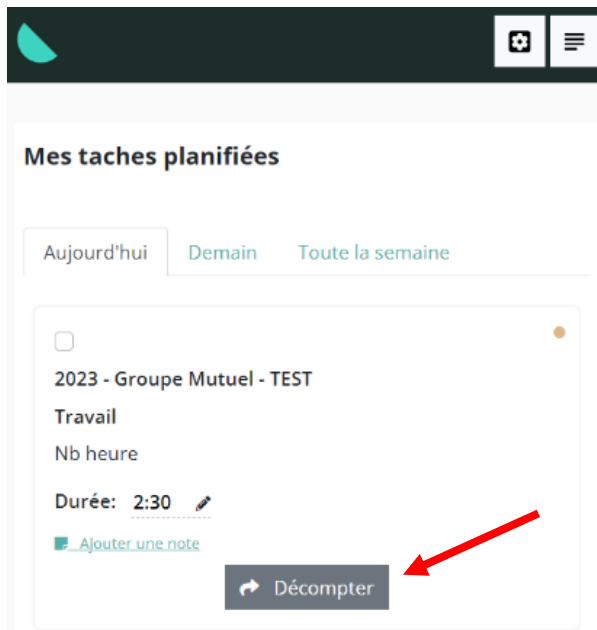 Mes taches planifiées
Aujourd'hui Demain Toute la semaine
2023 - Groupe Mutuel - TEST
Travail
Nb heure
Durée: 2:30
Ajouter une note
Décompter